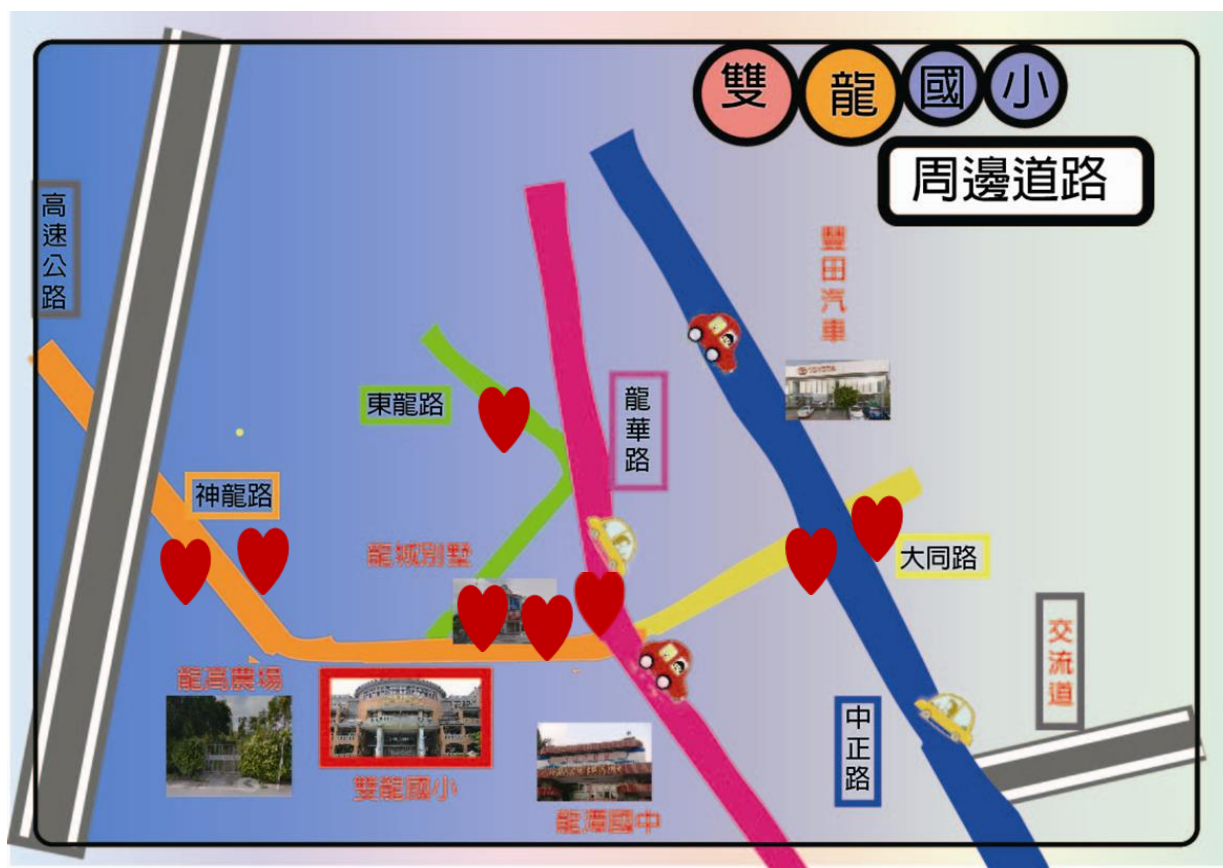 雙龍國小
周邊道路
高速公路
豐田汽車
TOYOTA
東龍路
龍華路
神龍路
龍城別墅
大同路
交流道
龍高農場
中正路
雙龍國小
龍潭國中